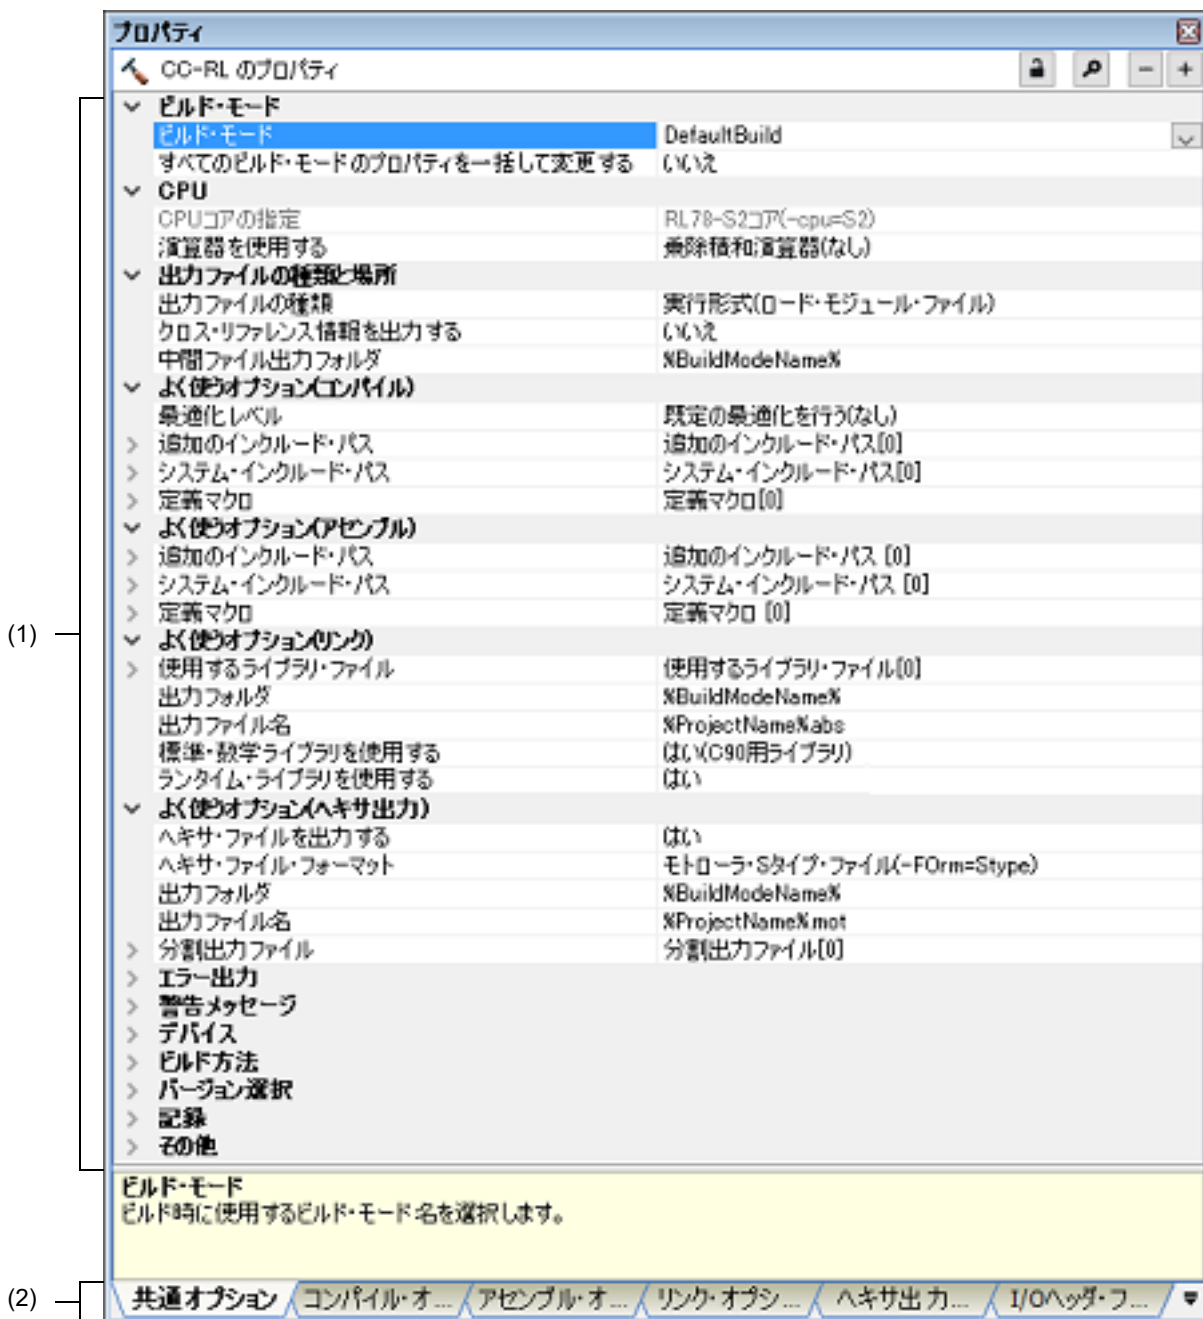 プロパティ
CC-RL のプロパティ
ビルド・モード
ビルド・モード DefaultBuild
すべてのビルド・モードのプロパティを一括して変更する いいえ
CPU
CPUコアの指定 RL78-S2コア(-cpu=S2)
演算器を使用する 乗除積和演算器(なし)
出力ファイルの種類と場所
出力ファイルの種類 実行形式(ロード・モジュール・ファイル)
クロス・リファレンス情報を出力する いいえ
中間ファイル出力フォルダ %BuildModeName%
よく使うオプション(コンパイル)
最適化レベル 既定の最適化を行う(なし)
追加のインクルード・パス 追加のインクルード・パス[0]
システム・インクルード・パス システム・インクルード・パス[0]
定義マクロ 定義マクロ[0]
よく使うオプション(アセンブル)
追加のインクルード・パス 追加のインクルード・パス [0]
システム・インクルード・パス システム・インクルード・パス [0]
定義マクロ 定義マクロ [0]
(1)
よく使うオプション(リンク)
使用するライブラリ・ファイル 使用するライブラリ・ファイル[0]
出力フォルダ %BuildModeName%
出力ファイル名 %ProjectName%.abs
標準・数学ライブラリを使用する はい(C90用ライブラリ)
ランタイム・ライブラリを使用する はい
よく使うオプション(ヘキサ出力)
ヘキサ・ファイルを出力する はい
ヘキサ・ファイル・フォーマット モトローラ・Sタイプ・ファイル(-FOrm=Stype)
出力フォルダ %BuildModeName%
出力ファイル名 %ProjectName%.mot
分割出力ファイル 分割出力ファイル[0]
エラー出力
警告メッセージ
デバイス
ビルド方法
バージョン選択
記録
その他
ビルド・モード
ビルド時に使用するビルド・モード名を選択します。
(2)
共通オプション コンパイル・オ... アセンブル・オ... リンク・オプシ... ヘキサ出力... I/Oヘッダ・フ...